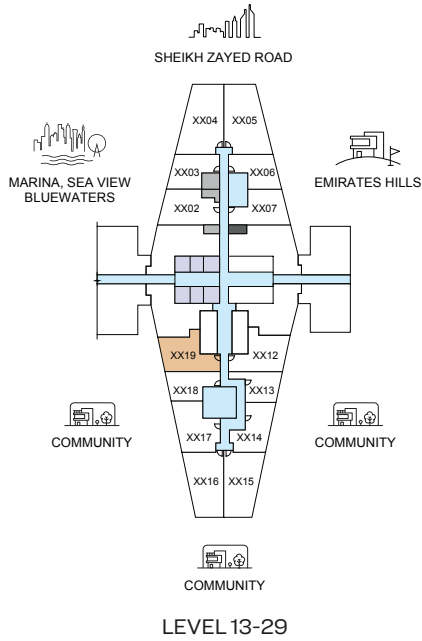 SHEIKH ZAYED ROAD
XX04
XX05
MARINA, SEA VIEW
BLUEWATERS
XX03
XX06
EMIRATES HILLS
XX02
XX07
XX19
XX12
XX18
XX13
COMMUNITY
COMMUNITY
XX17
XX14
XX16
XX15
COMMUNITY
LEVEL 13-29